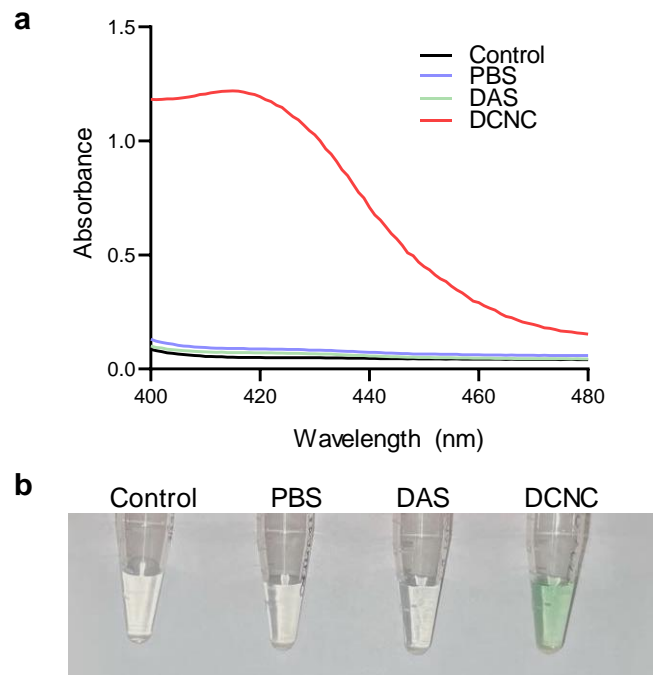 a
1.5
1.0
0.5
0.0
Absorbance
Control
PBS
DAS
DCNC
400 420 440 460 480
Wavelength (nm)
b
Control PBS DAS DCNC